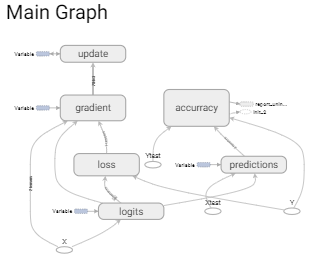 Main Graph
Variable
update
Variable
gradient
accurracy
report_unin...
init_2
Ytest
loss
Variable
predictions
Variable
logits
Xtest
Y
X